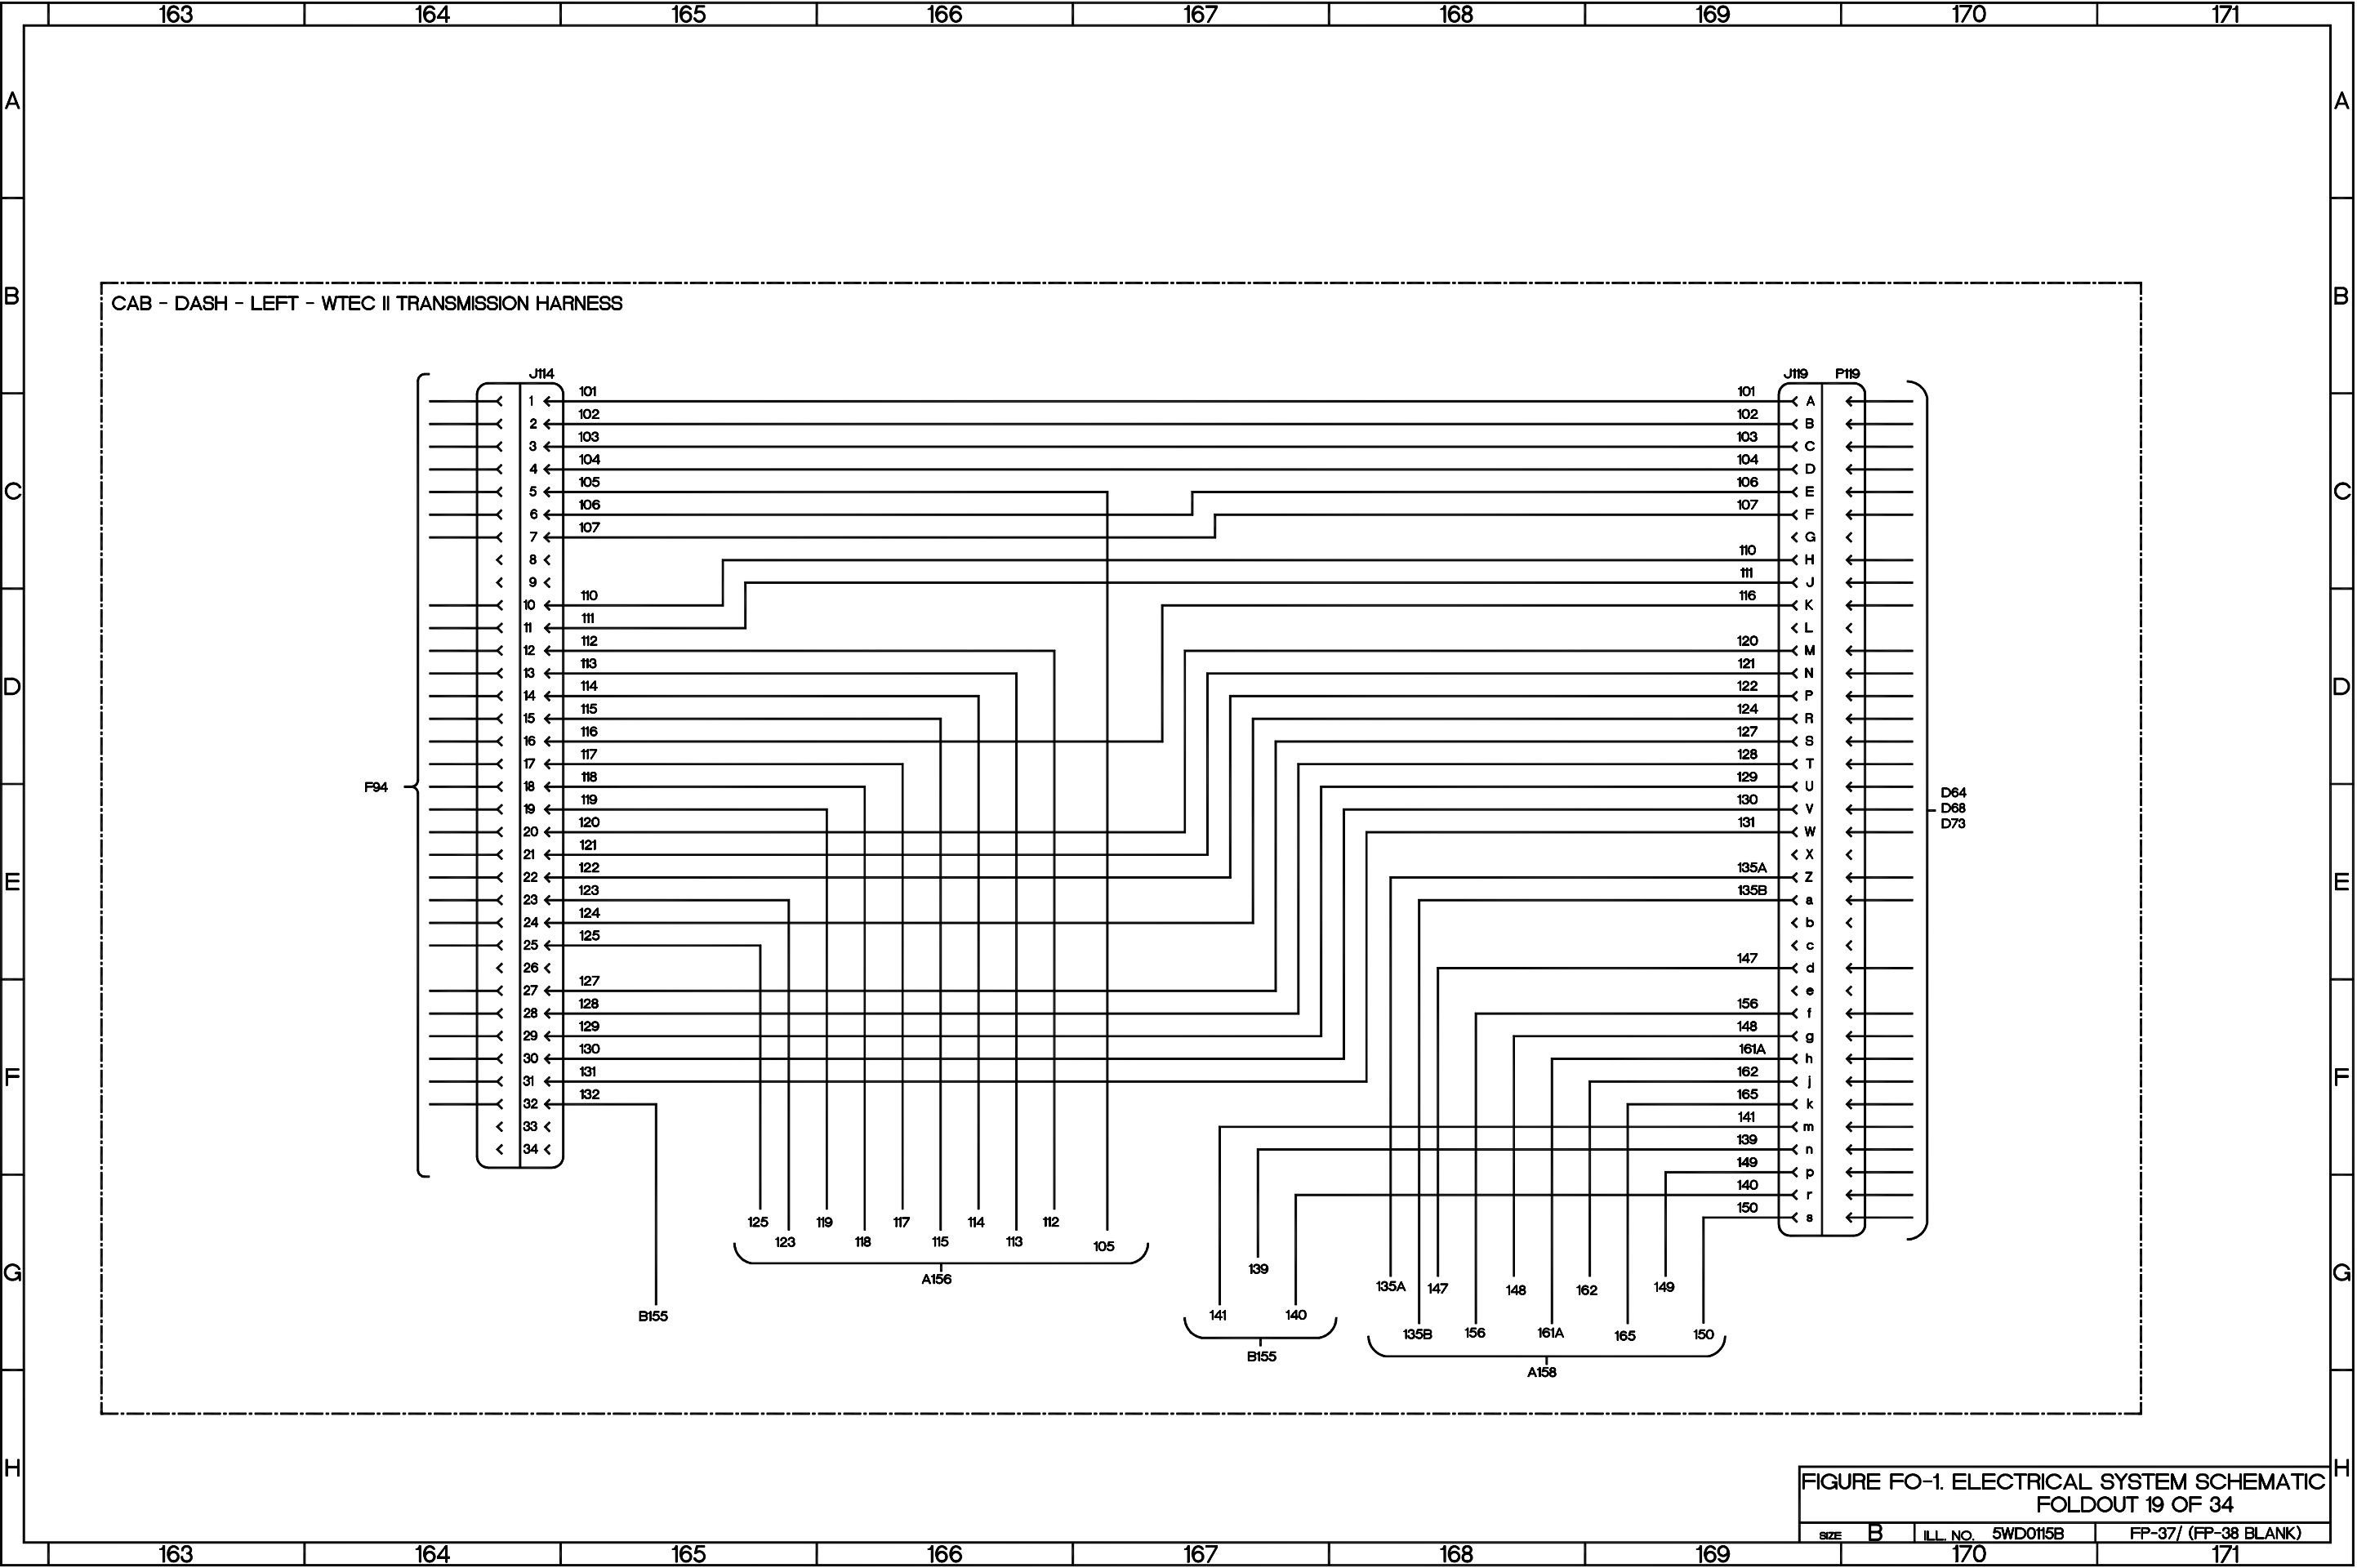 163 164 165 166 167 168 169 170 171
A A
B B
CAB - DASH - LEFT - WTEC II TRANSMISSION HARNESS
J114 J119 P119
101 101
1 A
102 102
2 B
103 103
3 C
104 104
4 D
C C
105 106
5 E
106 107
6 F
107
7 G
110
8 H
111
9 J
110 116
10 K
111
11 L
112 120
12 M
113 121
13 N
D D
114 122
14 P
115 124
15 R
116 127
16 S
117 128
17 T
118 129
F94 18 U
D64
D68
D73
119 130
19 V
120 131
20 W
121
21 X
122 135A
22 Z
E E
123 135B
23 a
124
24 b
125
25 c
147
26 d
127
27 e
128 156
28 f
129 148
29 g
130 161A
30 h
F F
131 162
31 j
132 165
32 k
141
33 m
139
34 n
149
p
140
r
150
s
125 119 117 114 112
123 118 115 113 105
A156
G G
139
135A 147 148 162 149
B155 141 140
135B 156 161A 165 150
B155
A158
H H
FIGURE FO-1. ELECTRICAL SYSTEM SCHEMATIC
FOLDOUT 19 OF 34
SIZE B ILL. NO. 5WD0115B FP-37/ (FP-38 BLANK)
163 164 165 166 167 168 169 170 171